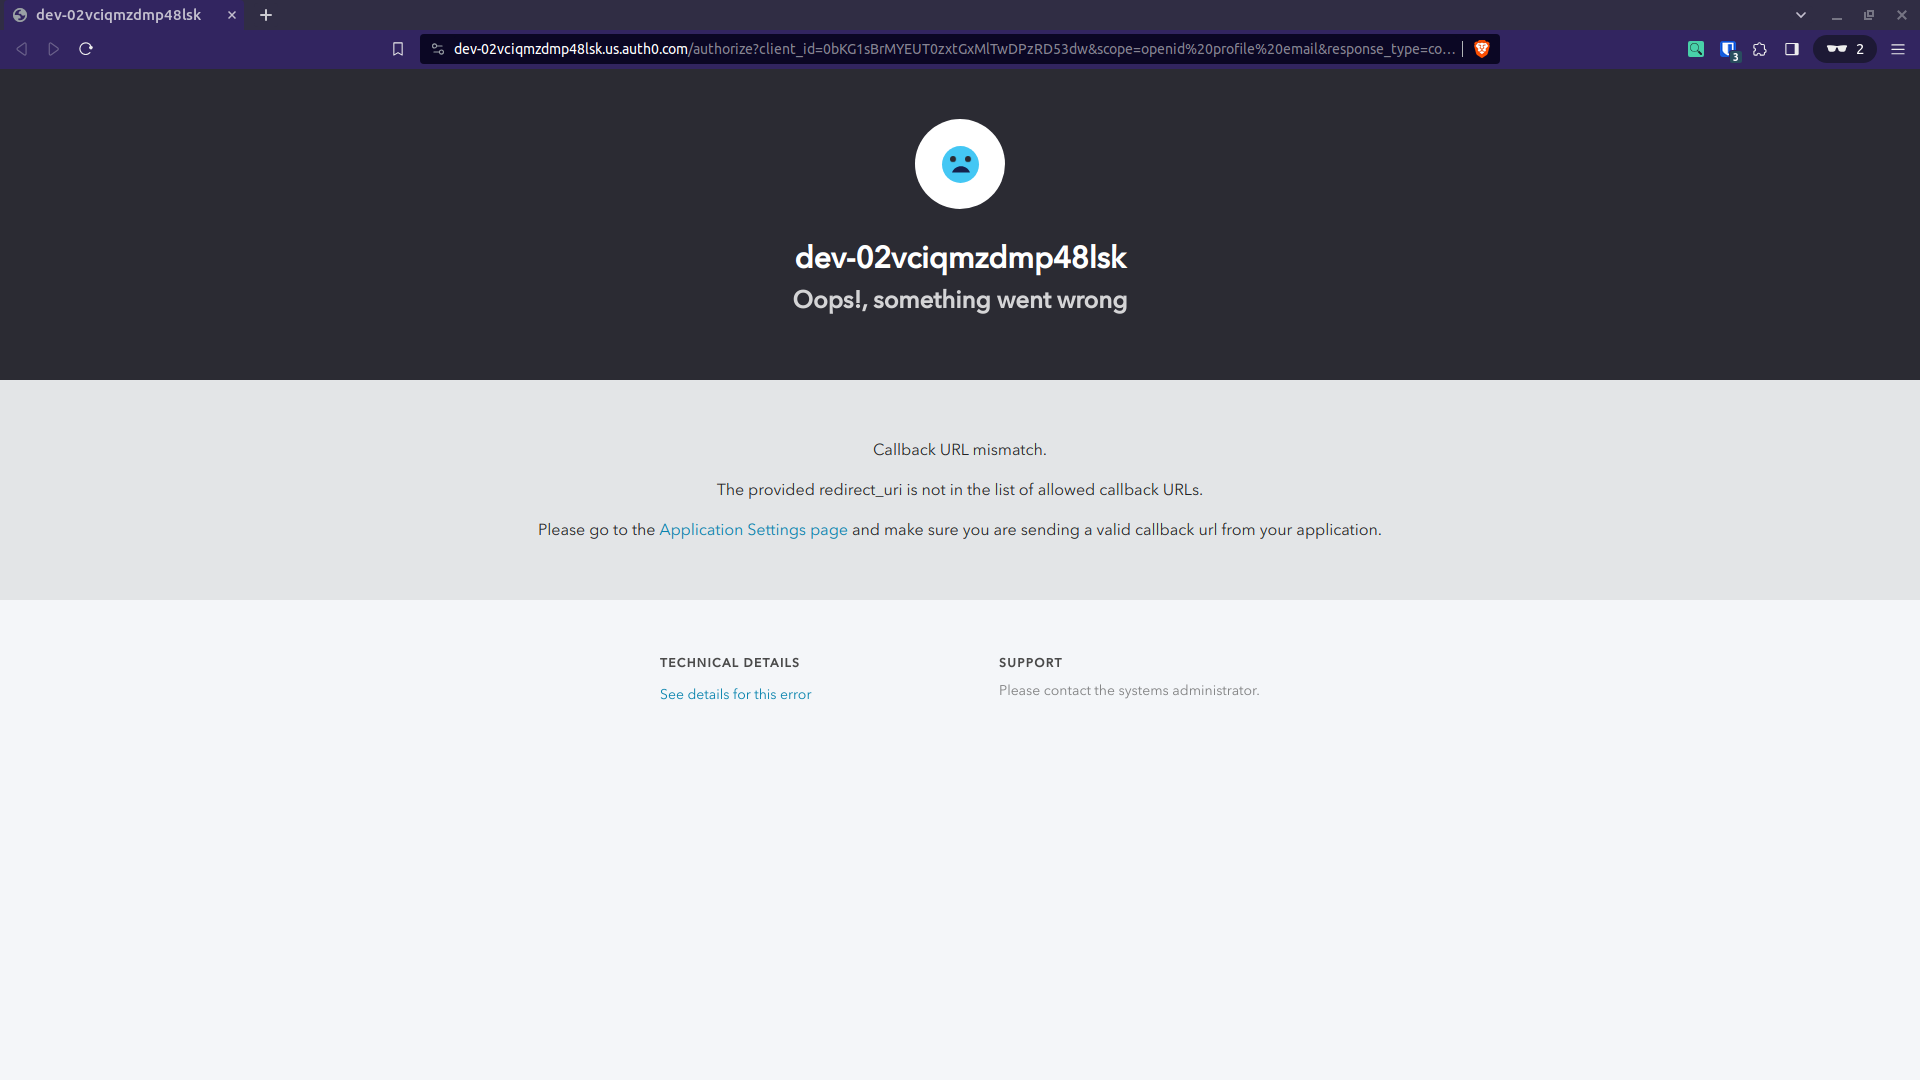 dev-02vciqmzdmp48lsk
dev-02vciqmzdmp48lsk.us.auth0.com/authorize?client_id=0bKG1sBrMYEUT0zxtGxMlTwDPzRD53dw&scope=openid%20profile%20email&response_type=co...
3
2
dev-02vciqmzdmp48lsk
Oops!, something went wrong
Callback URL mismatch.
The provided redirect_uri is not in the list of allowed callback URLs.
Please go to the Application Settings page and make sure you are sending a valid callback url from your application.
TECHNICAL DETAILS
See details for this error
SUPPORT
Please contact the systems administrator.